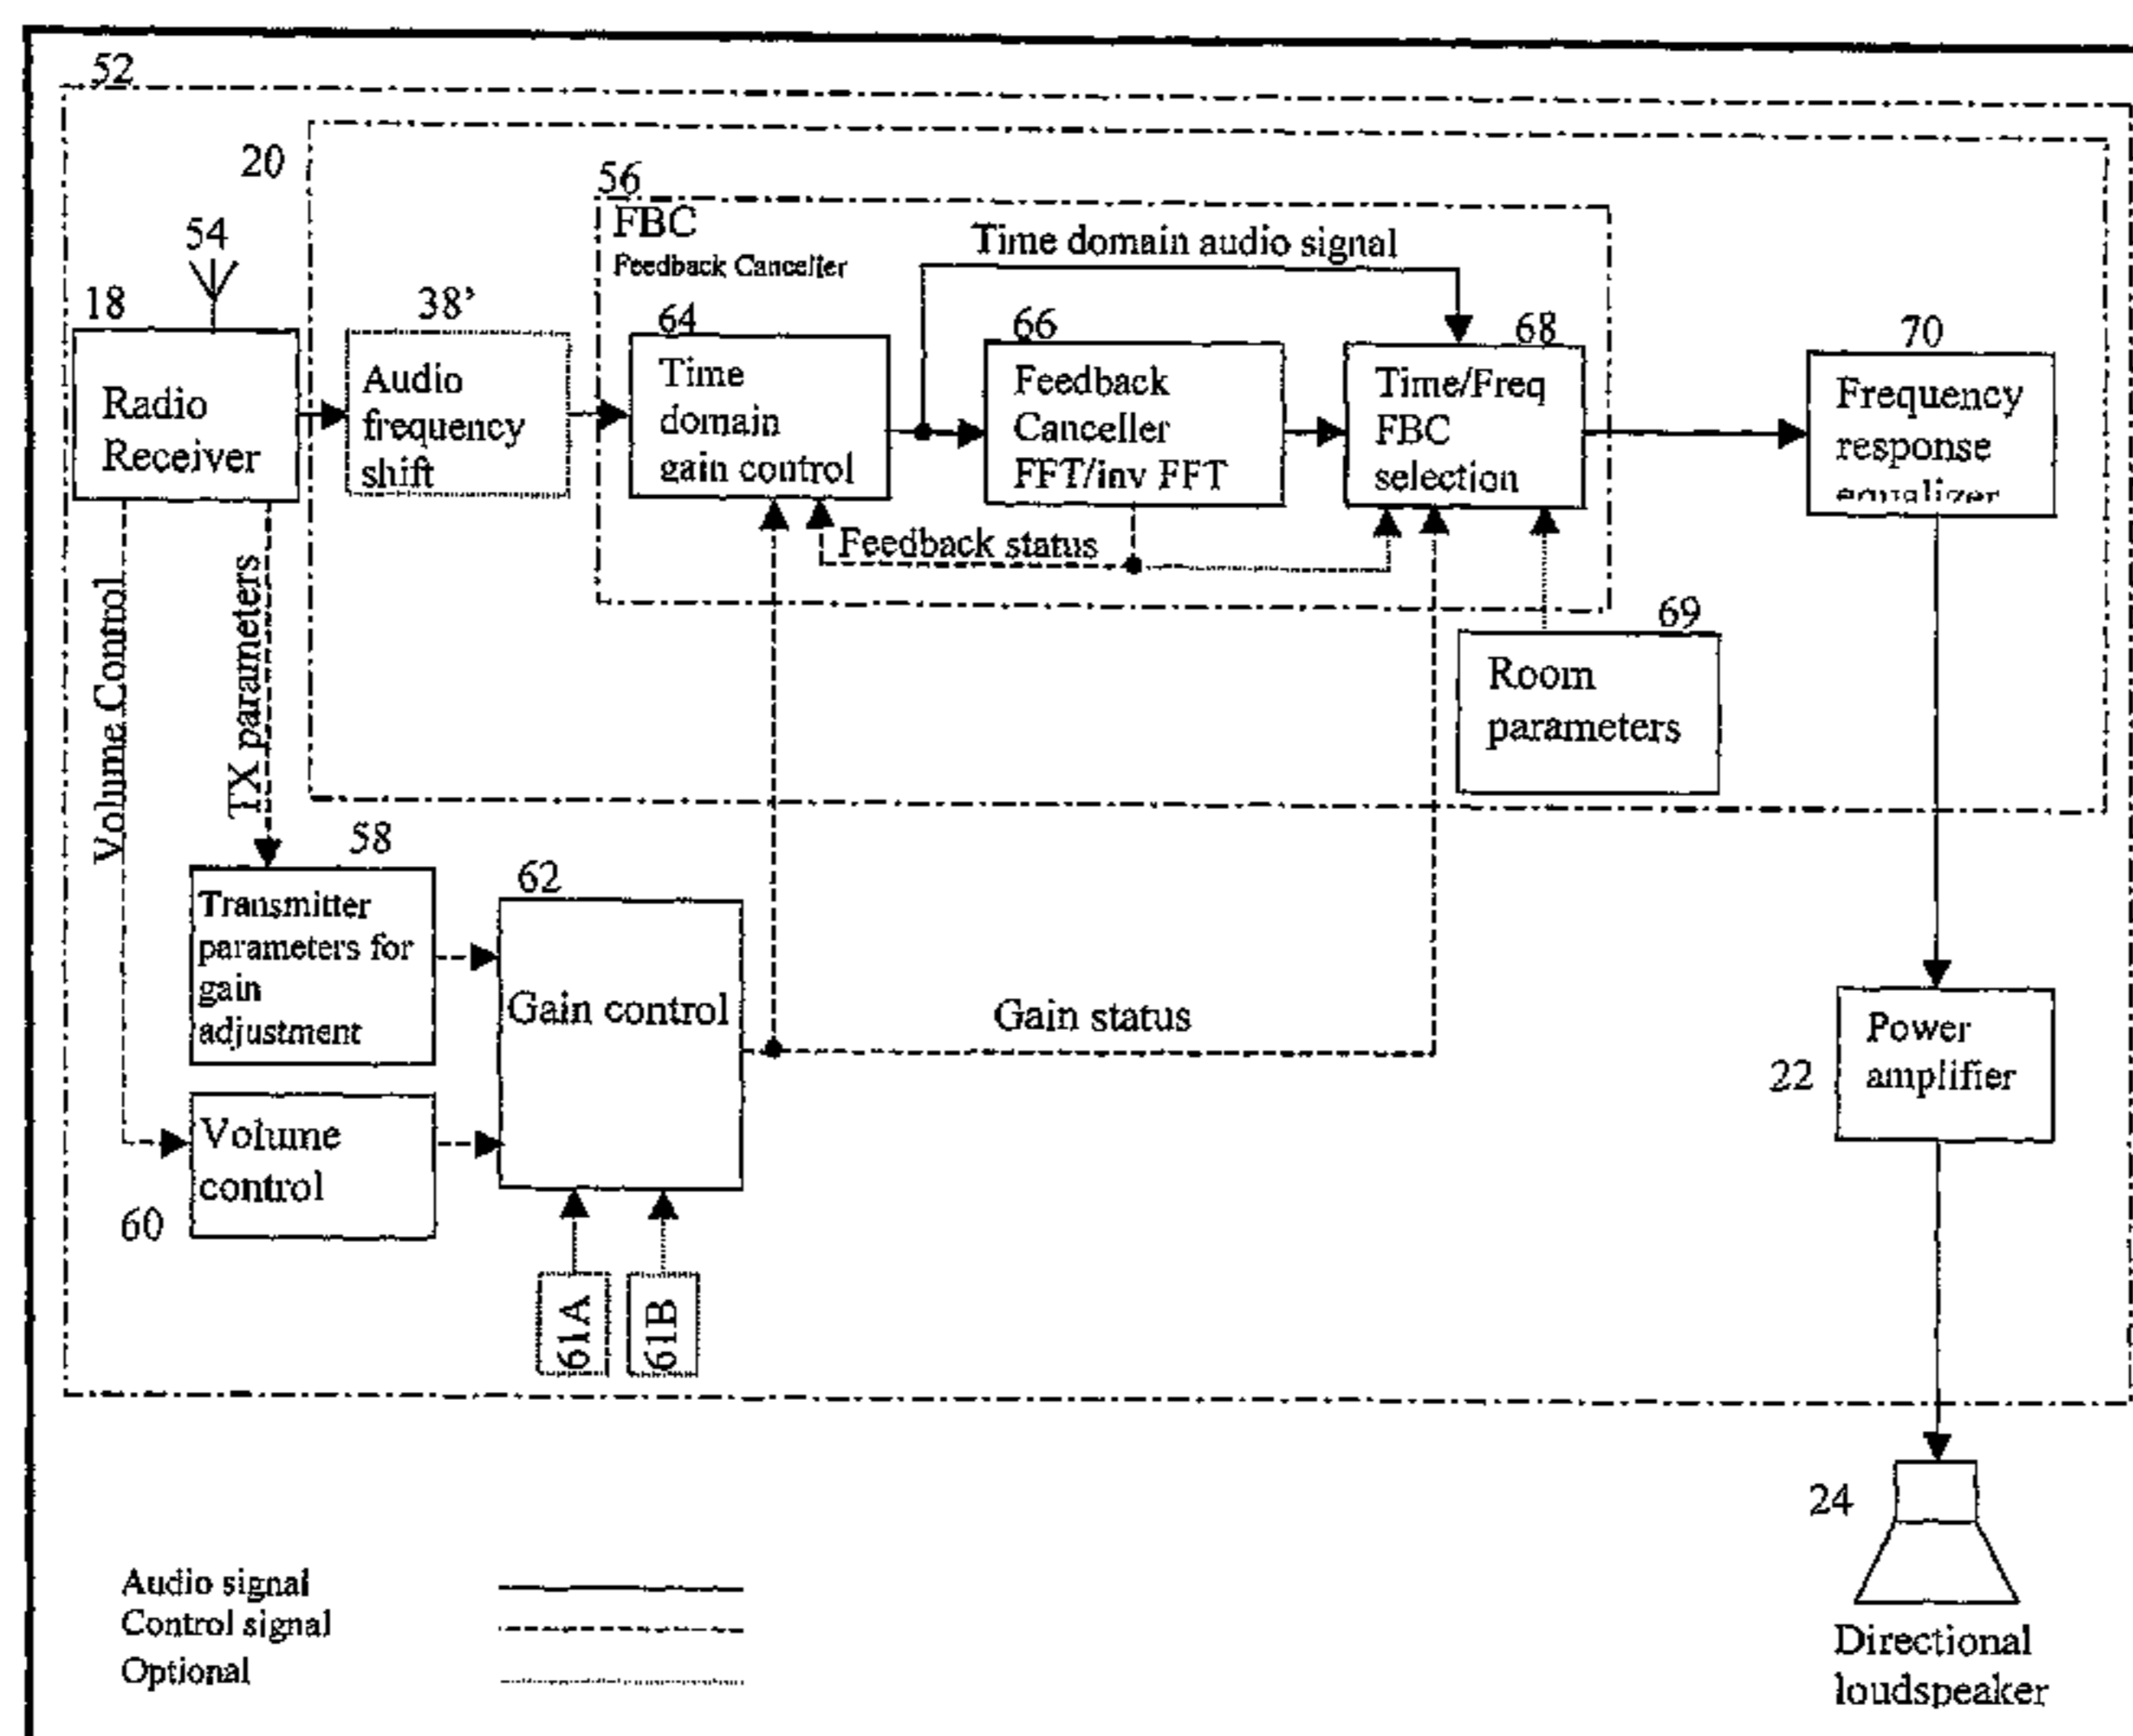 52
20
56
FBC
Feedback Canceller
Time domain audio signal
54
18
Radio
Receiver
38’
Audio
frequency
shift
64
Time
domain
gain control
66
Feedback
Canceller
FFT/inv FFT
68
Time/Freq
FBC
selection
70
Frequency
response
equalizer
Feedback status
Volume Control
TX parameters
69
Room
parameters
58
Transmitter
parameters for
gain
adjustment
62
Gain control
Gain status
22
Power
amplifier
Volume
control
60
61A
61B
24
Directional
loudspeaker
Audio signal
Control signal
Optional